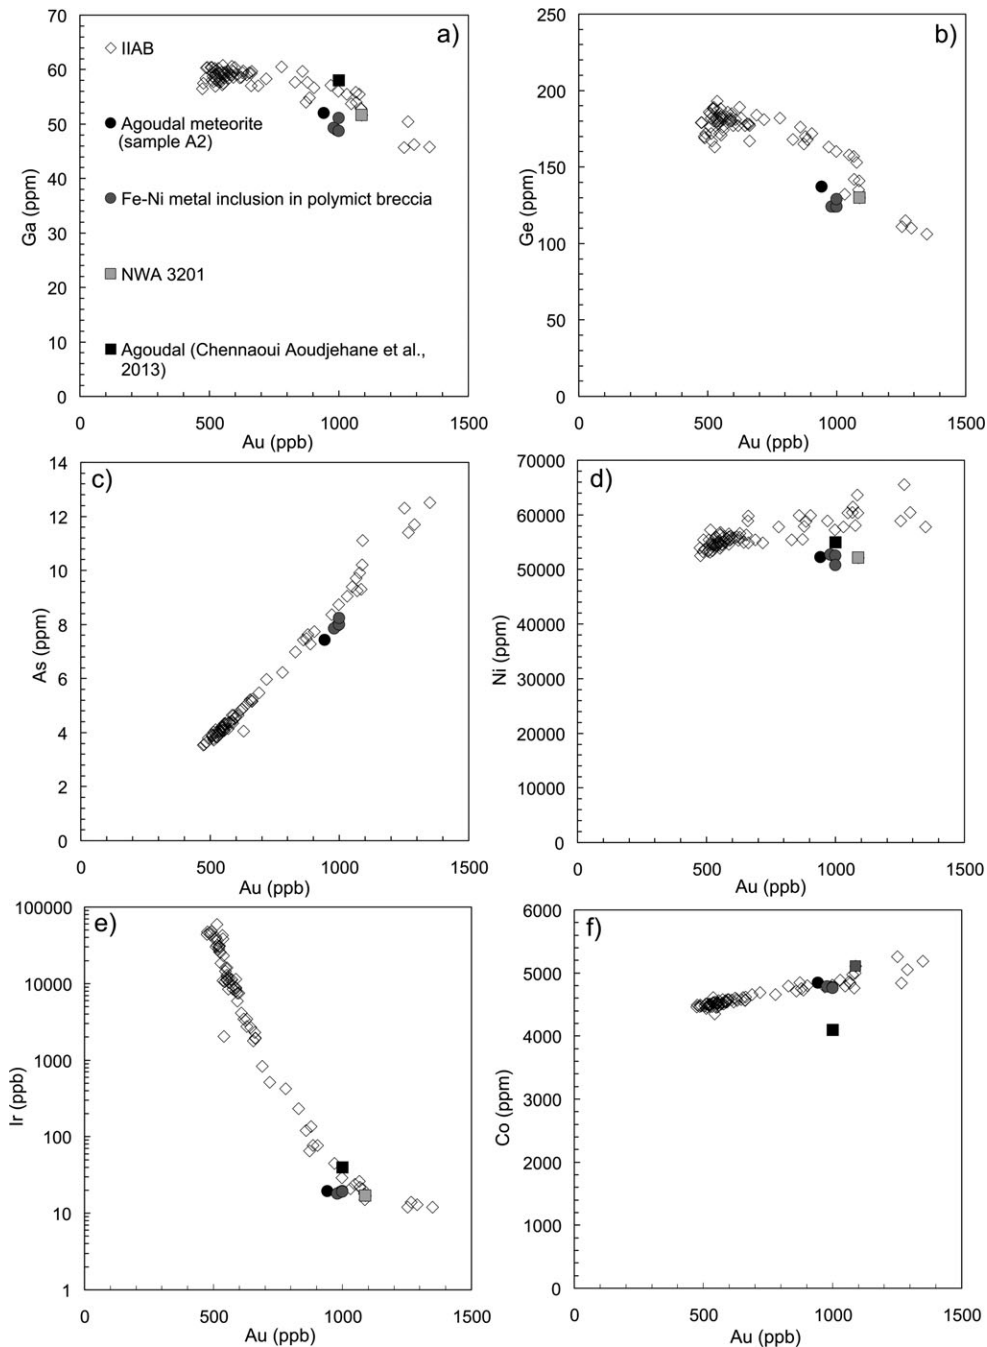 a)
70
60
50
40
30
20
10
0
Ga (ppm)
IIAB
Agoudal meteorite
(sample A2)
Fe-Ni metal inclusion in polymict breccia
NWA 3201
Agoudal (Chennaoui Aoudjehane et al.,
2013)
0 500 1000 1500
Au (ppb)
b)
250
200
150
100
50
0
Ge (ppm)
0 500 1000 1500
Au (ppb)
c)
14
12
10
8
6
4
2
0
As (ppm)
0 500 1000 1500
Au (ppb)
d)
70000
60000
50000
40000
30000
20000
10000
0
Ni (ppm)
0 500 1000 1500
Au (ppb)
e)
100000
10000
1000
100
10
1
Ir (ppb)
0 500 1000 1500
Au (ppb)
f)
6000
5000
4000
3000
2000
1000
0
Co (ppm)
0 500 1000 1500
Au (ppb)